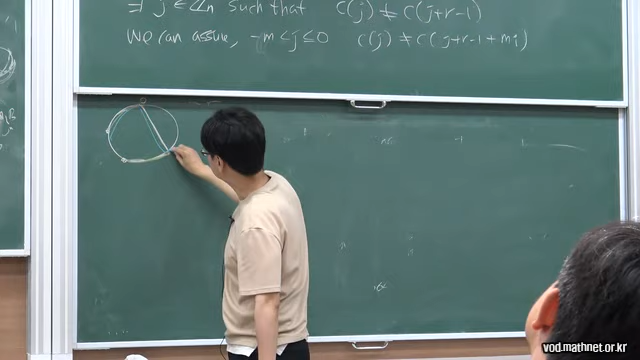 ∃ j ∈ ℤn such that c(j) ≠ c(j+r-1)
We can assume, -m < j ≤ 0 c(j) ≠ c(j+r-1+m i)
vod.mathnet.or.kr